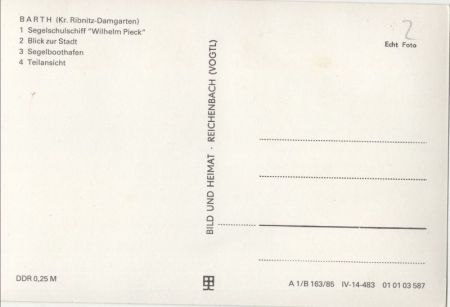 BARTH (Kr. Ribnitz-Damgarten)
1 Segelschulschiff "Wilhelm Pieck"
2 Blick zur Stadt
3 Segelboothafen
4 Teilansicht
2
Echt Foto
BILD UND HEIMAT · REICHENBACH (VOGTL)
DDR 0,25 M
A 1/B 163/85 IV-14-483 01 01 03 587